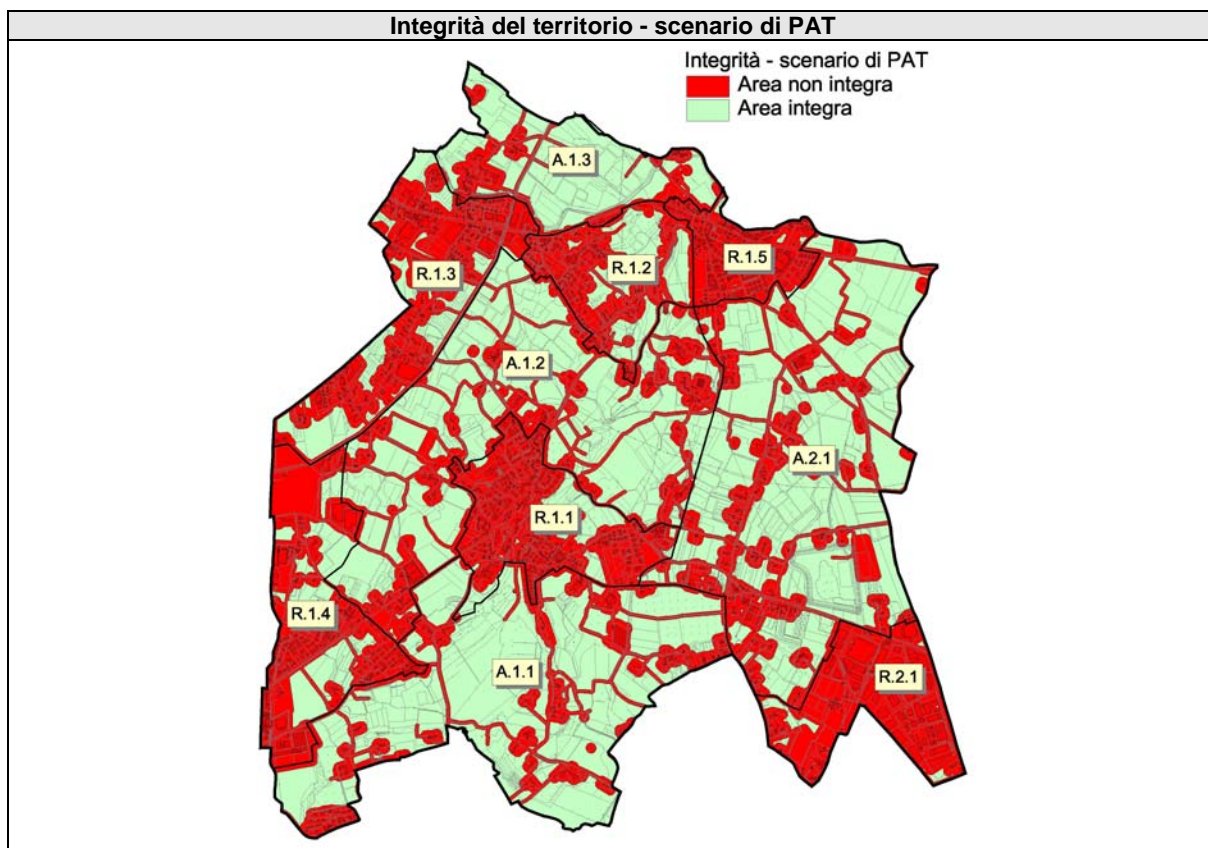 Integrità del territorio - scenario di PAT
Integrità - scenario di PAT
Area non integra
Area integra
A.1.3
R.1.5
R.1.2
R.1.3
A.1.2
A.2.1
R.1.1
R.1.4
A.1.1
R.2.1